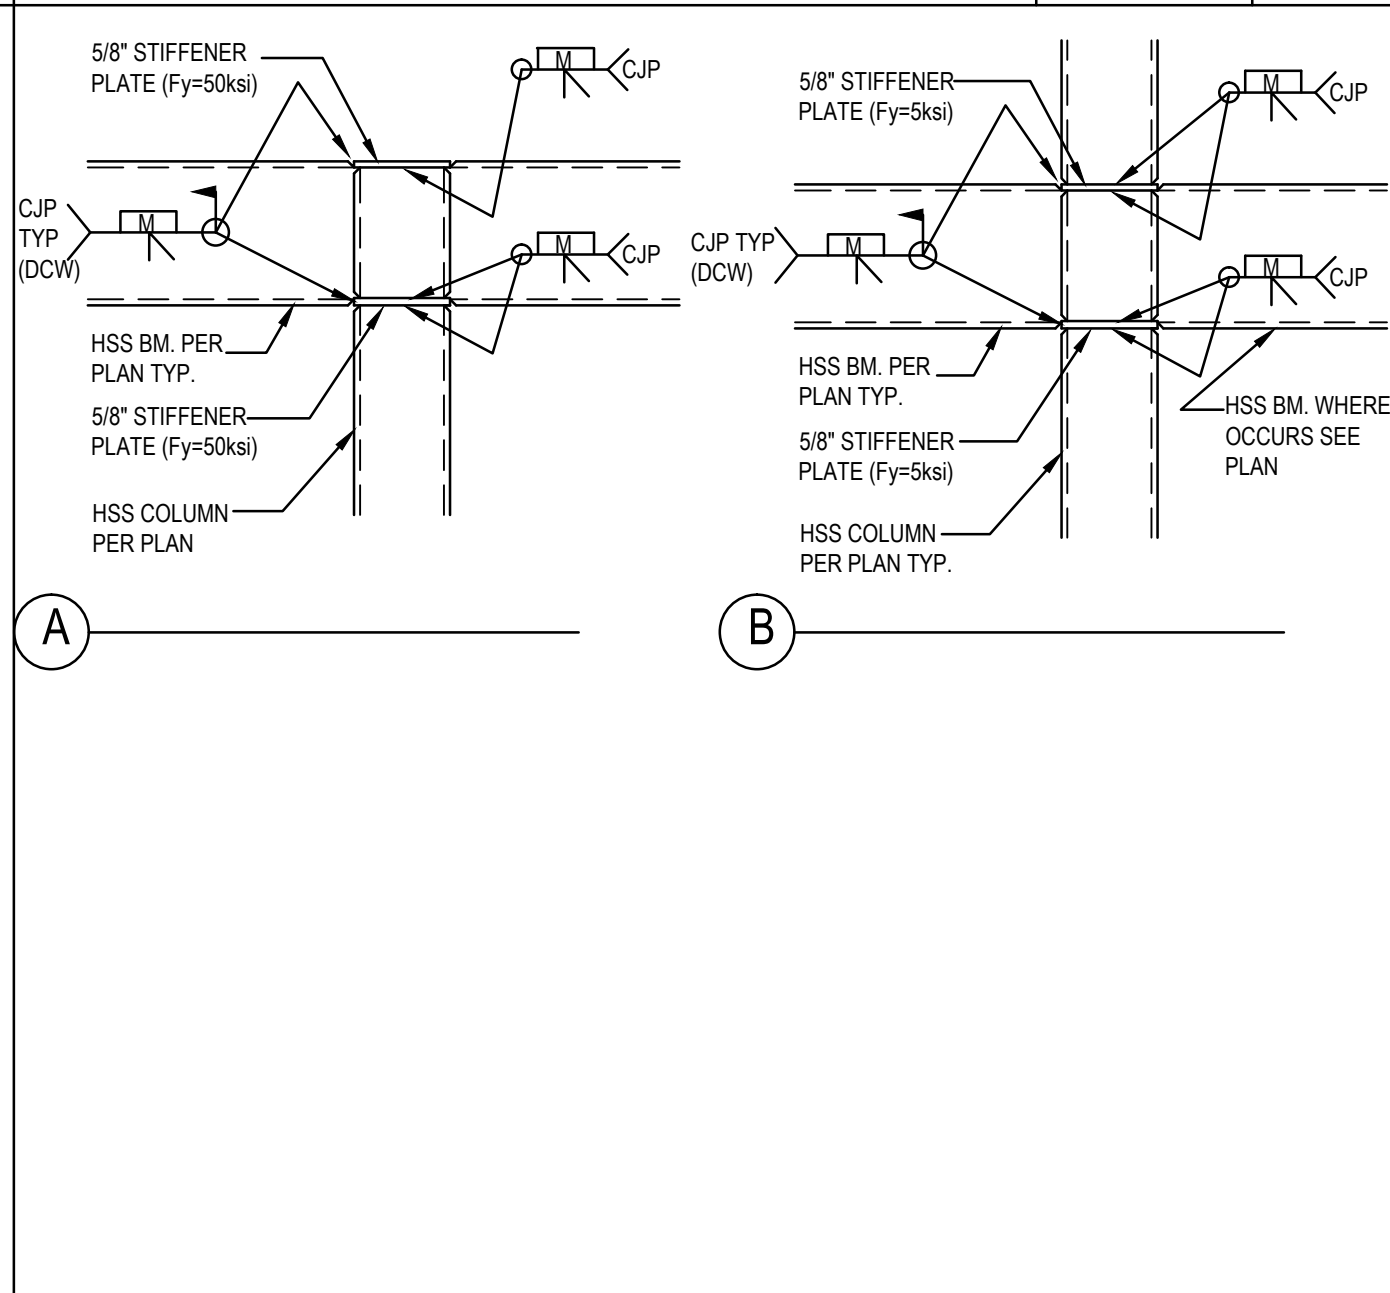 5/8" STIFFENER
PLATE (Fy=50ksi)
M
CJP
CJP
TYP
(DCW)
M
M
CJP
HSS BM. PER
PLAN TYP.
5/8" STIFFENER
PLATE (Fy=50ksi)
HSS COLUMN
PER PLAN
A
5/8" STIFFENER
PLATE (Fy=5ksi)
M
CJP
CJP TYP
(DCW)
M
M
CJP
HSS BM. PER
PLAN TYP.
HSS BM. WHERE
OCCURS SEE
PLAN
5/8" STIFFENER
PLATE (Fy=5ksi)
HSS COLUMN
PER PLAN TYP.
B